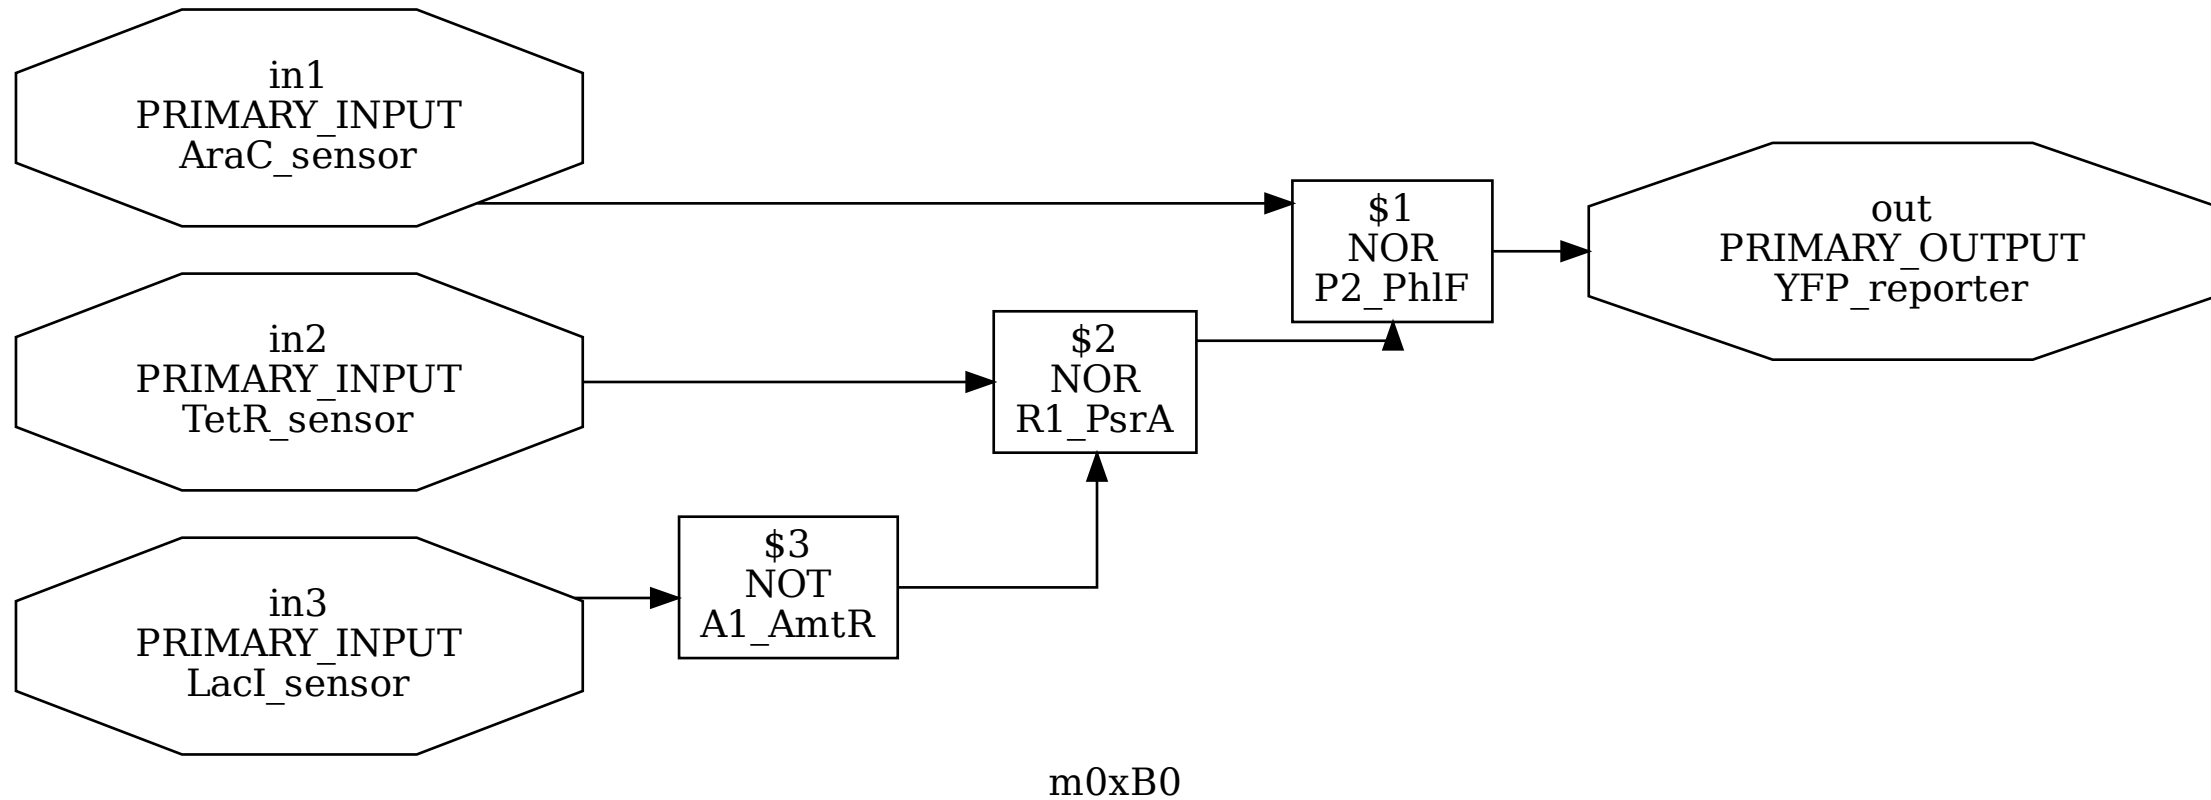 in1
PRIMARY_INPUT
AraC_sensor
in2
PRIMARY_INPUT
TetR_sensor
in3
PRIMARY_INPUT
LacI_sensor
$3
NOT
A1_AmtR
$2
NOR
R1_PsrA
$1
NOR
P2_PhlF
out
PRIMARY_OUTPUT
YFP_reporter
m0xB0